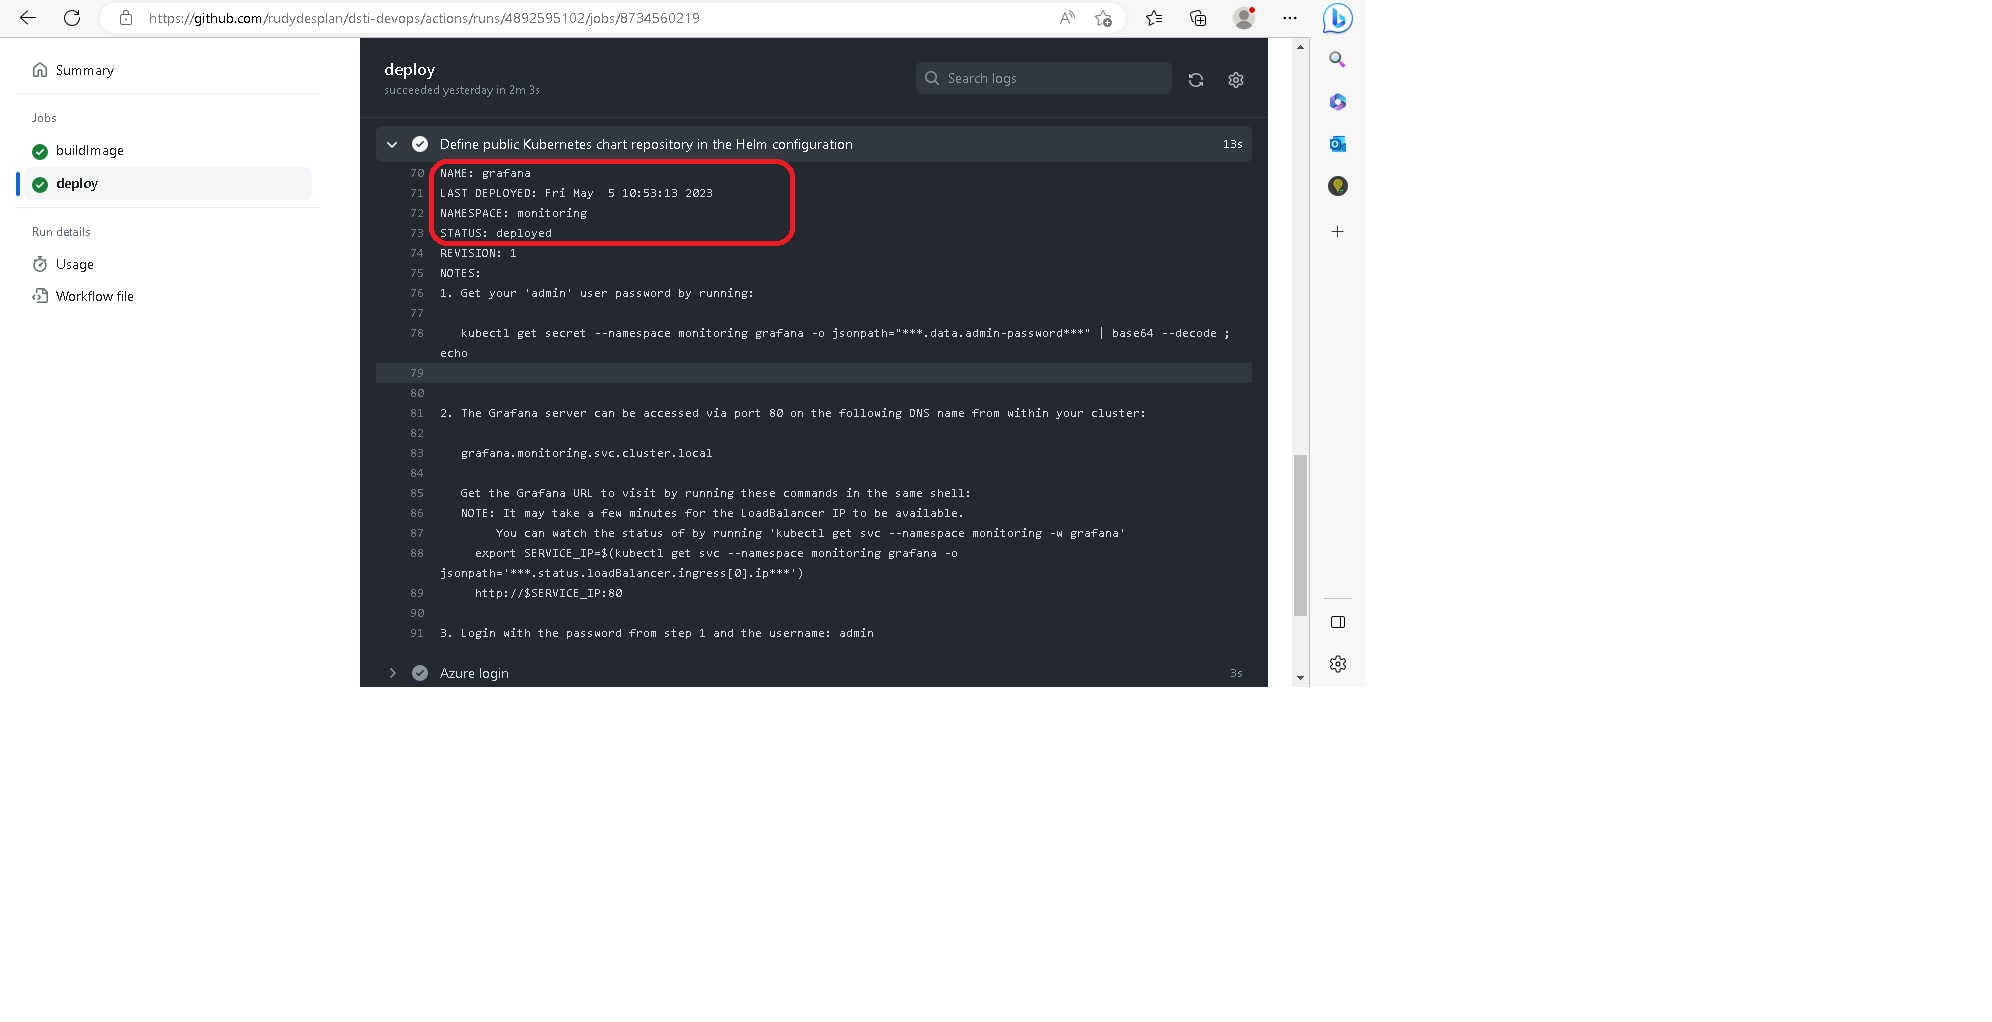 https://github.com/rudydesplan/dsti-devops/actions/runs/4892595102/jobs/8734560219
Summary
Jobs
buildImage
deploy
Run details
Usage
Workflow file
deploy
succeeded yesterday in 2m 3s
Search logs
Define public Kubernetes chart repository in the Helm configuration 13s
70 NAME: grafana
71 LAST DEPLOYED: Fri May  5 10:53:13 2023
72 NAMESPACE: monitoring
73 STATUS: deployed
74 REVISION: 1
75 NOTES:
76 1. Get your 'admin' user password by running:
77
78    kubectl get secret --namespace monitoring grafana -o jsonpath="***.data.admin-password***" | base64 --decode ;
echo
79
80
81 2. The Grafana server can be accessed via port 80 on the following DNS name from within your cluster:
82
83    grafana.monitoring.svc.cluster.local
84
85    Get the Grafana URL to visit by running these commands in the same shell:
86    NOTE: It may take a few minutes for the LoadBalancer IP to be available.
87         You can watch the status of by running 'kubectl get svc --namespace monitoring -w grafana'
88      export SERVICE_IP=$(kubectl get svc --namespace monitoring grafana -o
jsonpath='***.status.loadBalancer.ingress[0].ip***')
89      http://$SERVICE_IP:80
90
91 3. Login with the password from step 1 and the username: admin
Azure login 3s